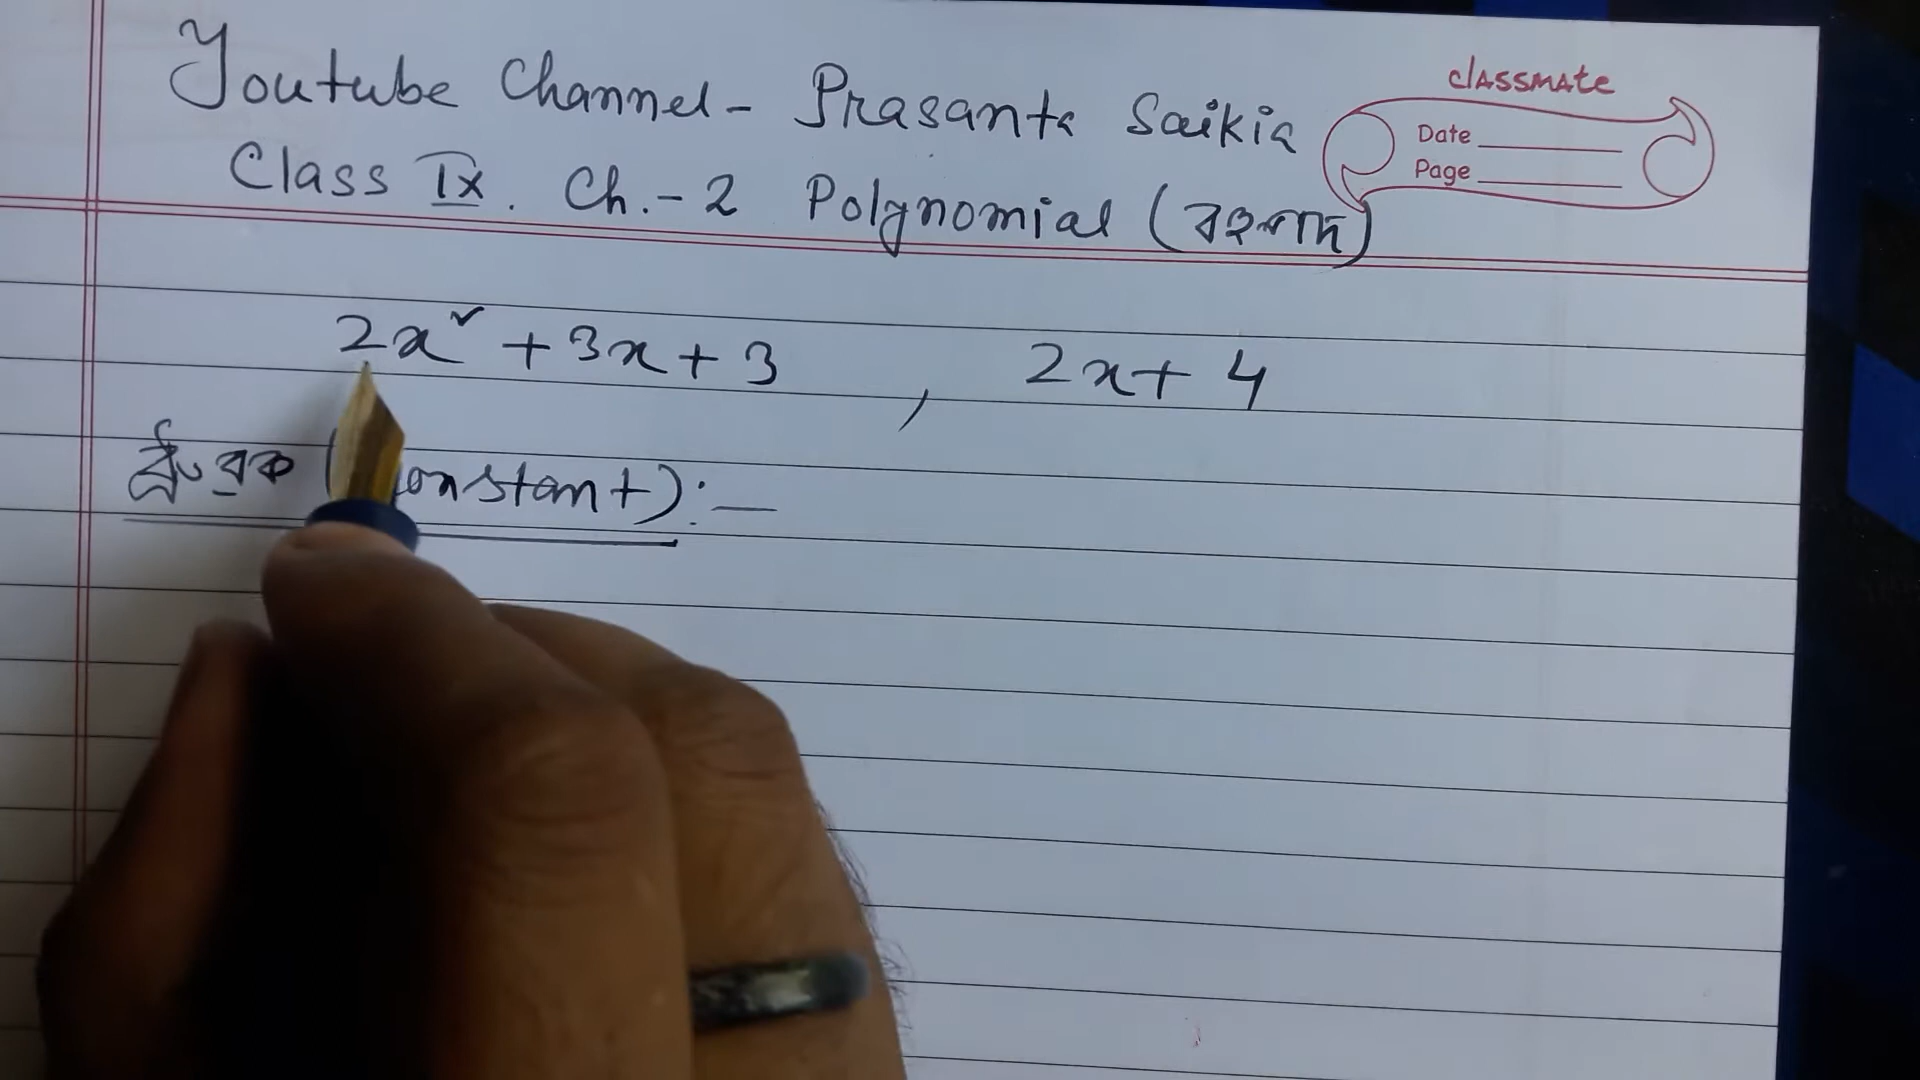 Youtube Channel - Prasanta Saikia
classmate
Date
Page
Class IX. Ch.-2 Polynomial (বহুপদ)
2x² + 3x + 3 , 2x + 4
ধ্ৰুৱক (constant):-